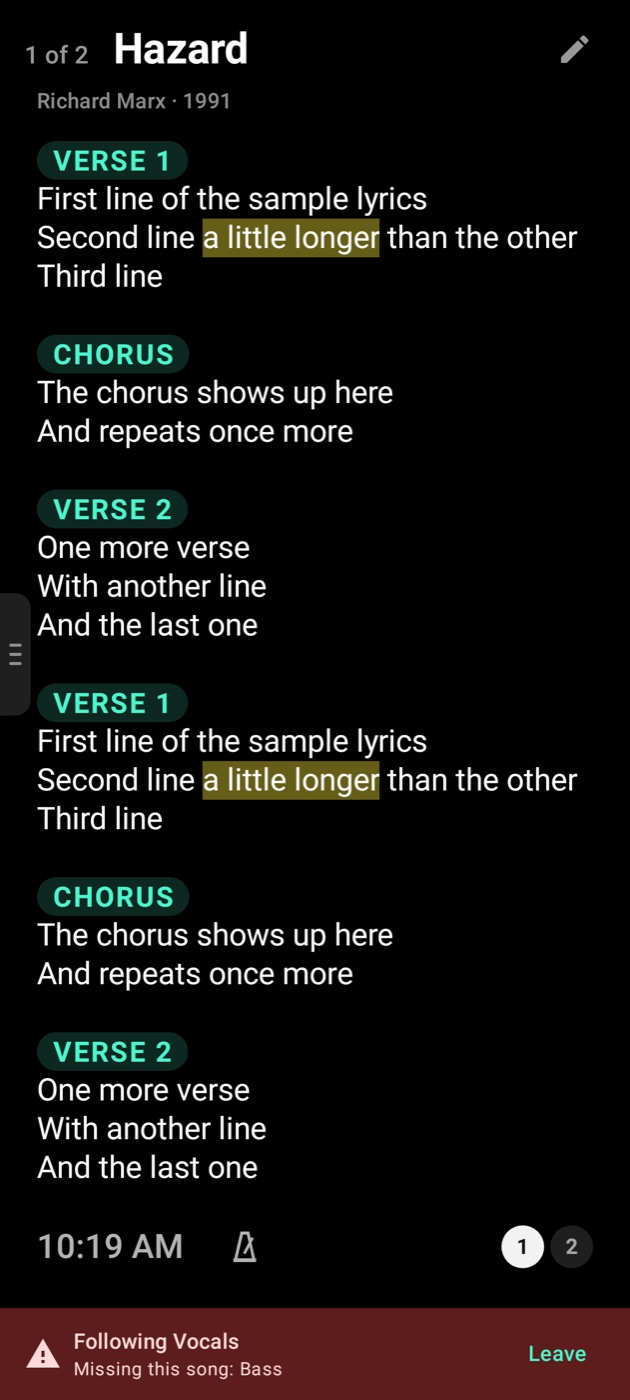 1 of 2 Hazard
Richard Marx · 1991
VERSE 1
First line of the sample lyrics
Second line a little longer than the other
Third line
CHORUS
The chorus shows up here
And repeats once more
VERSE 2
One more verse
With another line
And the last one
VERSE 1
First line of the sample lyrics
Second line a little longer than the other
Third line
CHORUS
The chorus shows up here
And repeats once more
VERSE 2
One more verse
With another line
And the last one
10:19 AM 1 2
Following Vocals
Missing this song: Bass
Leave